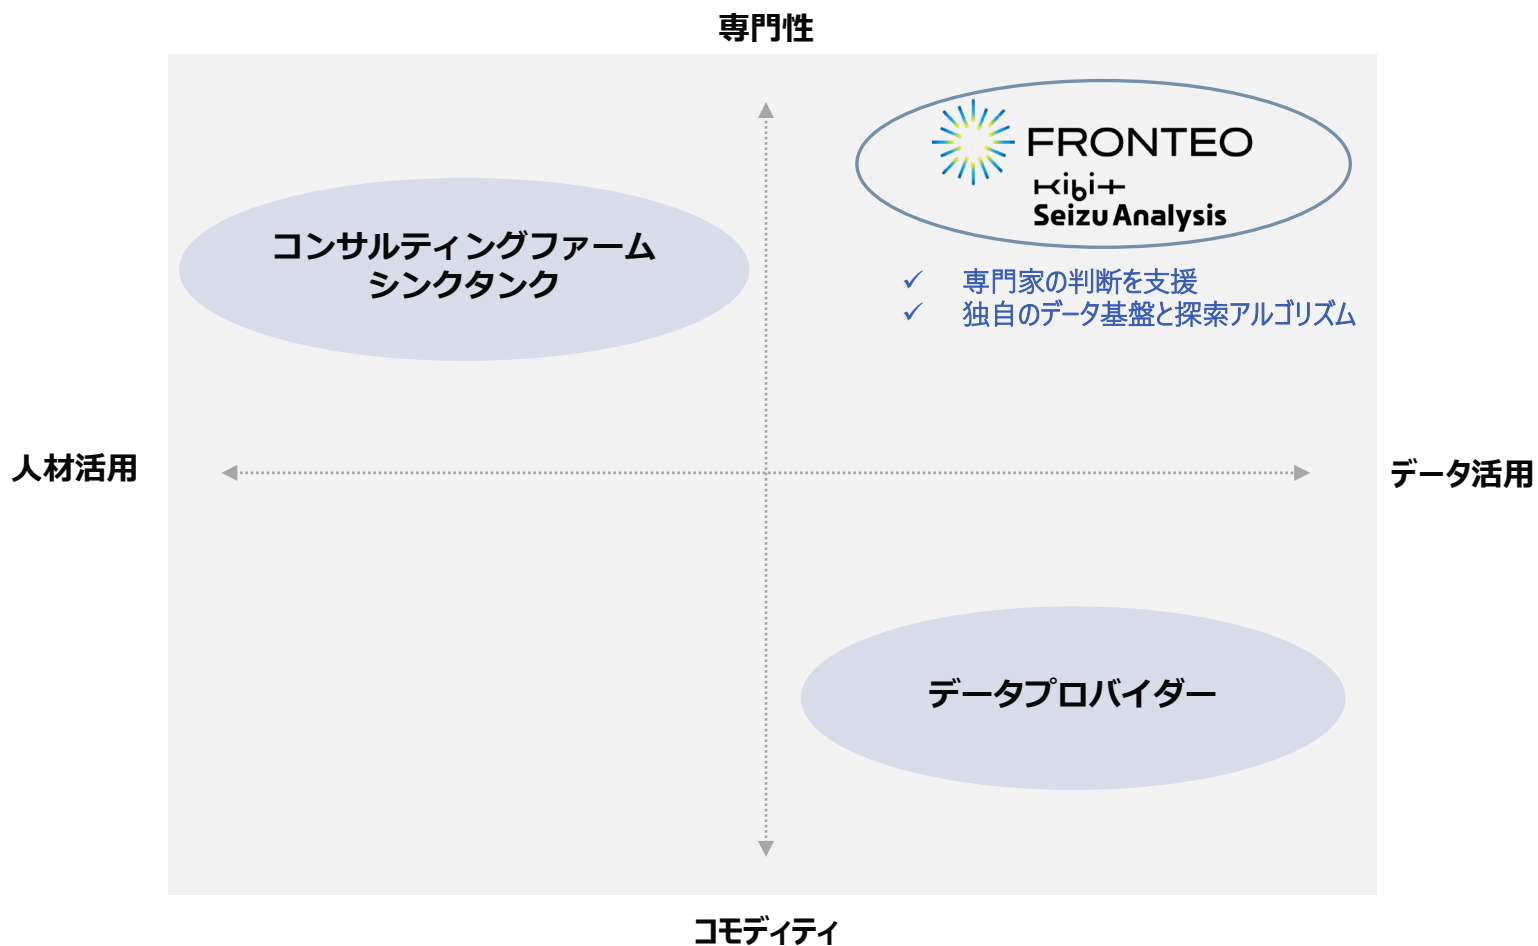 専門性
FRONTEO
KIBIT
Seizu Analysis
コンサルティングファーム
シンクタンク
✓ 専門家の判断を支援
✓ 独自のデータ基盤と探索アルゴリズム
人材活用
データ活用
データプロバイダー
コモディティ